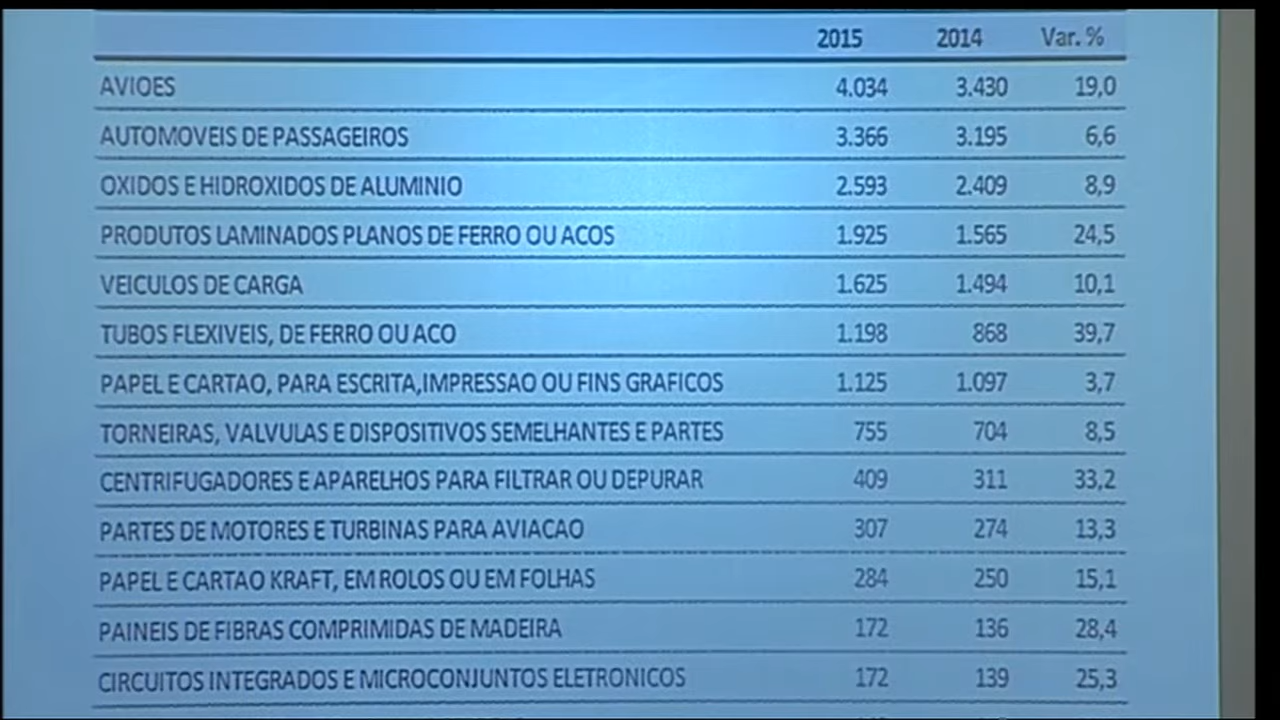 2015 2014 Var. %
AVIOES 4.034 3.430 19,0
AUTOMOVEIS DE PASSAGEIROS 3.366 3.195 6,6
OXIDOS E HIDROXIDOS DE ALUMINIO 2.593 2.409 8,9
PRODUTOS LAMINADOS PLANOS DE FERRO OU ACOS 1.925 1.565 24,5
VEICULOS DE CARGA 1.625 1.494 10,1
TUBOS FLEXIVEIS, DE FERRO OU ACO 1.198 868 39,7
PAPEL E CARTAO, PARA ESCRITA,IMPRESSAO OU FINS GRAFICOS 1.125 1.097 3,7
TORNEIRAS, VALVULAS E DISPOSITIVOS SEMELHANTES E PARTES 755 704 8,5
CENTRIFUGADORES E APARELHOS PARA FILTRAR OU DEPURAR 409 311 33,2
PARTES DE MOTORES E TURBINAS PARA AVIACAO 307 274 13,3
PAPEL E CARTAO KRAFT, EM ROLOS OU EM FOLHAS 284 250 15,1
PAINEIS DE FIBRAS COMPRIMIDAS DE MADEIRA 172 136 28,4
CIRCUITOS INTEGRADOS E MICROCONJUNTOS ELETRONICOS 172 139 25,3